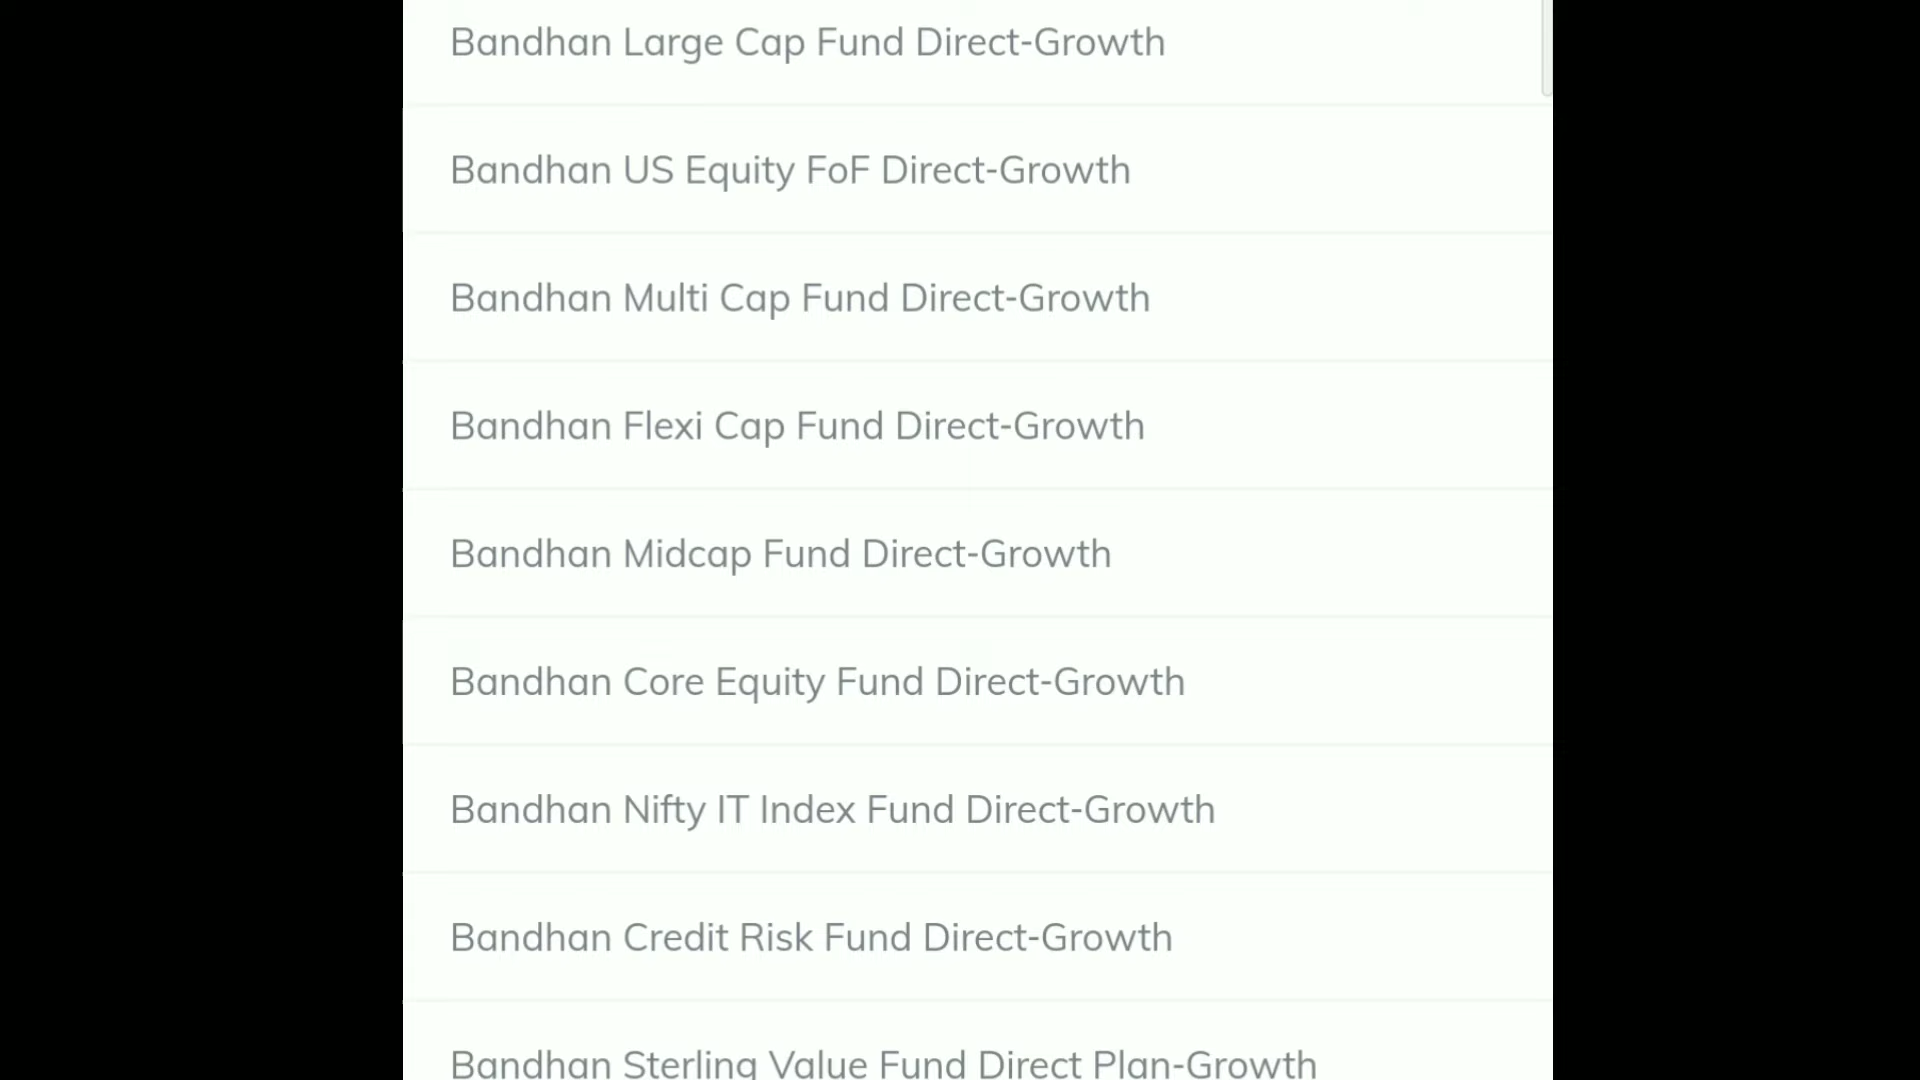 Bandhan Large Cap Fund Direct-Growth
Bandhan US Equity FoF Direct-Growth
Bandhan Multi Cap Fund Direct-Growth
Bandhan Flexi Cap Fund Direct-Growth
Bandhan Midcap Fund Direct-Growth
Bandhan Core Equity Fund Direct-Growth
Bandhan Nifty IT Index Fund Direct-Growth
Bandhan Credit Risk Fund Direct-Growth
Bandhan Sterling Value Fund Direct Plan-Growth